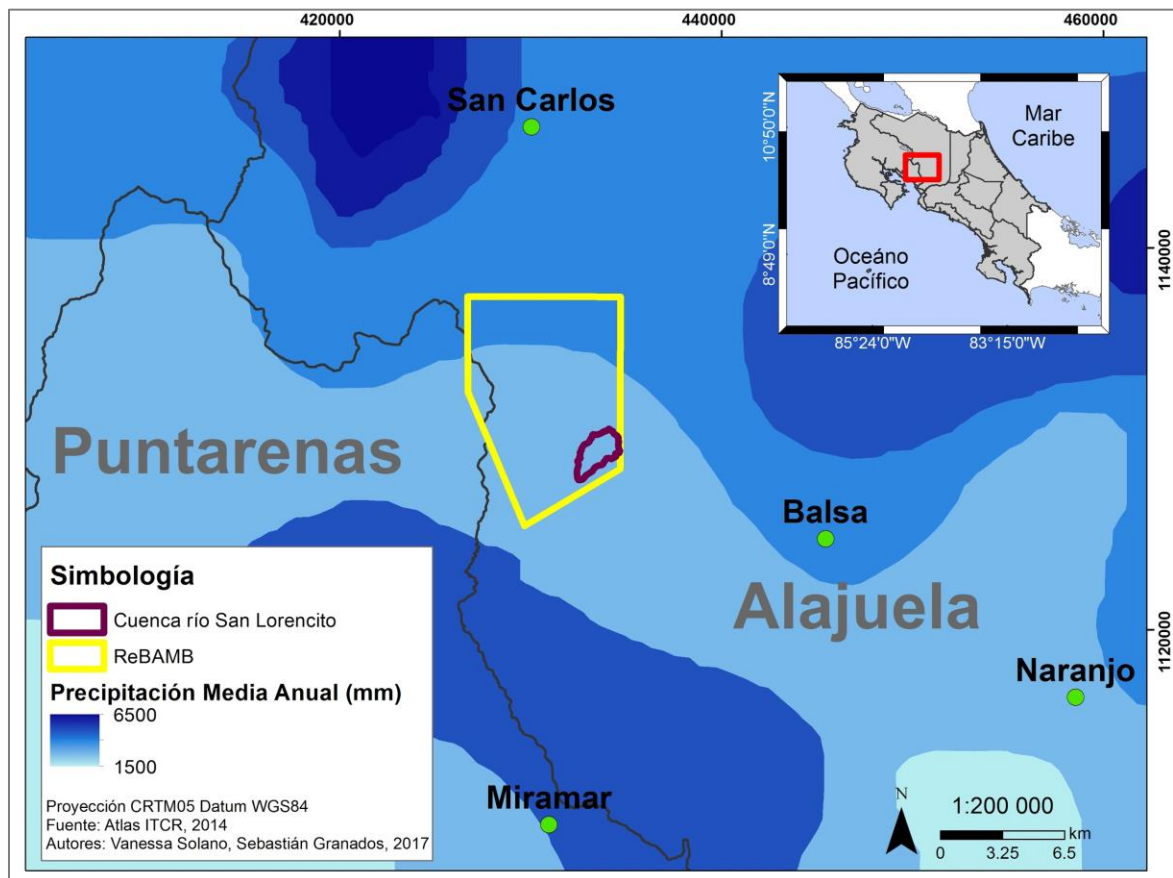 420000
440000
460000
San Carlos
10°50'0"N
8°49'0"N
Mar
Caribe
Oceáno
Pacífico
85°24'0"W
83°15'0"W
1140000
Puntarenas
Balsa
Alajuela
1120000
Naranjo
Miramar
Simbología
Cuenca río San Lorencito
ReBAMB
Precipitación Media Anual (mm)
6500
1500
Proyección CRTM05 Datum WGS84
Fuente: Atlas ITCR, 2014
Autores: Vanessa Solano, Sebastián Granados, 2017
N
1:200 000
km
0 3.25 6.5